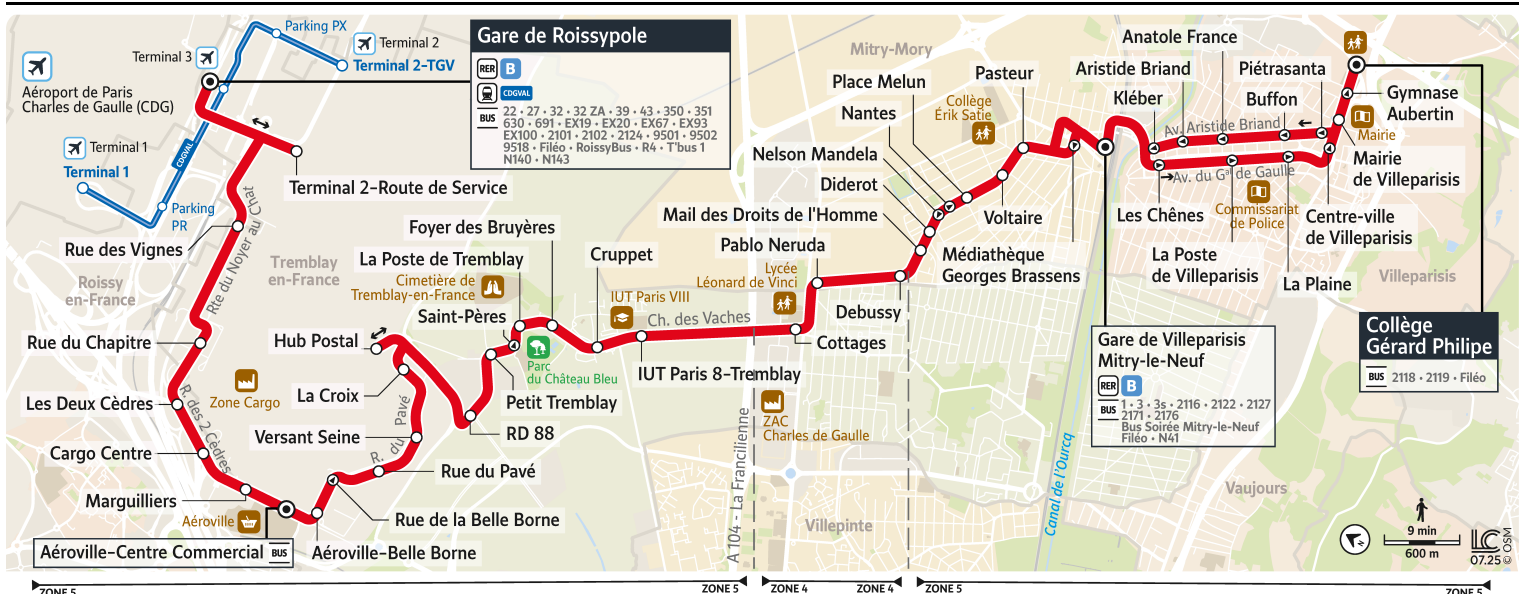 Parking PX
Terminal 2
Terminal 2-TGV
Terminal 3
Aéroport de Paris
Charles de Gaulle (CDG)
CDGVAL
Terminal 1
Terminal 1
Parking
PR
Gare de Roissypole
RER B
CDGVAL
BUS
22 • 27 • 32 • 32 ZA • 39 • 43 • 350 • 351
630 • 691 • EX19 • EX20 • EX67 • EX93
EX100 • 2101 • 2102 • 2124 • 9501 • 9502
9518 • Filéo • RoissyBus • R4 • T'bus 1
N140 • N143
Terminal 2-Route de Service
Rue des Vignes
Rte du Noyer au Chat
Roissy
en-France
Tremblay
en-France
Rue du Chapitre
Les Deux Cèdres
R. des 2 Cèdres
Zone Cargo
Cargo Centre
Marguilliers
Aéroville
Aéroville-Centre Commercial BUS
Aéroville-Belle Borne
Rue de la Belle Borne
Rue du Pavé
R. du Pavé
Versant Seine
La Croix
Hub Postal
RD 88
Petit Tremblay
Saint-Pères
Parc
du Château Bleu
Cimetière de
Tremblay-en-France
La Poste de Tremblay
Foyer des Bruyères
Cruppet
IUT Paris VIII
Ch. des Vaches
IUT Paris 8-Tremblay
Cottages
Lycée
Léonard de Vinci
Pablo Neruda
Debussy
ZAC
Charles de Gaulle
A 104 - La Francilienne
Villepinte
Mitry-Mory
Mail des Droits de l'Homme
Diderot
Nelson Mandela
Nantes
Place Melun
Collège
Érik Satie
Pasteur
Voltaire
Médiathèque
Georges Brassens
Gare de Villeparisis
Mitry-le-Neuf
RER B
BUS
1 • 3 • 3s • 2116 • 2122 • 2127
2171 • 2176
Bus Soirée Mitry-le-Neuf
Filéo • N41
Canal de l'Ourcq
Kléber
Aristide Briand
Anatole France
Buffon
Piétrasanta
Av. Aristide Briand
Av. du Gal de Gaulle
Les Chênes
La Poste
de Villeparisis
Commissariat
de Police
La Plaine
Centre-ville
de Villeparisis
Mairie
de Villeparisis
Mairie
Gymnase
Aubertin
Villeparisis
Collège
Gérard Philipe
BUS 2118 • 2119 • Filéo
Vaujours
9 min
600 m
LC
07.25 © OSM
ZONE 5
ZONE 5
ZONE 4
ZONE 4
ZONE 5
ZONE 5